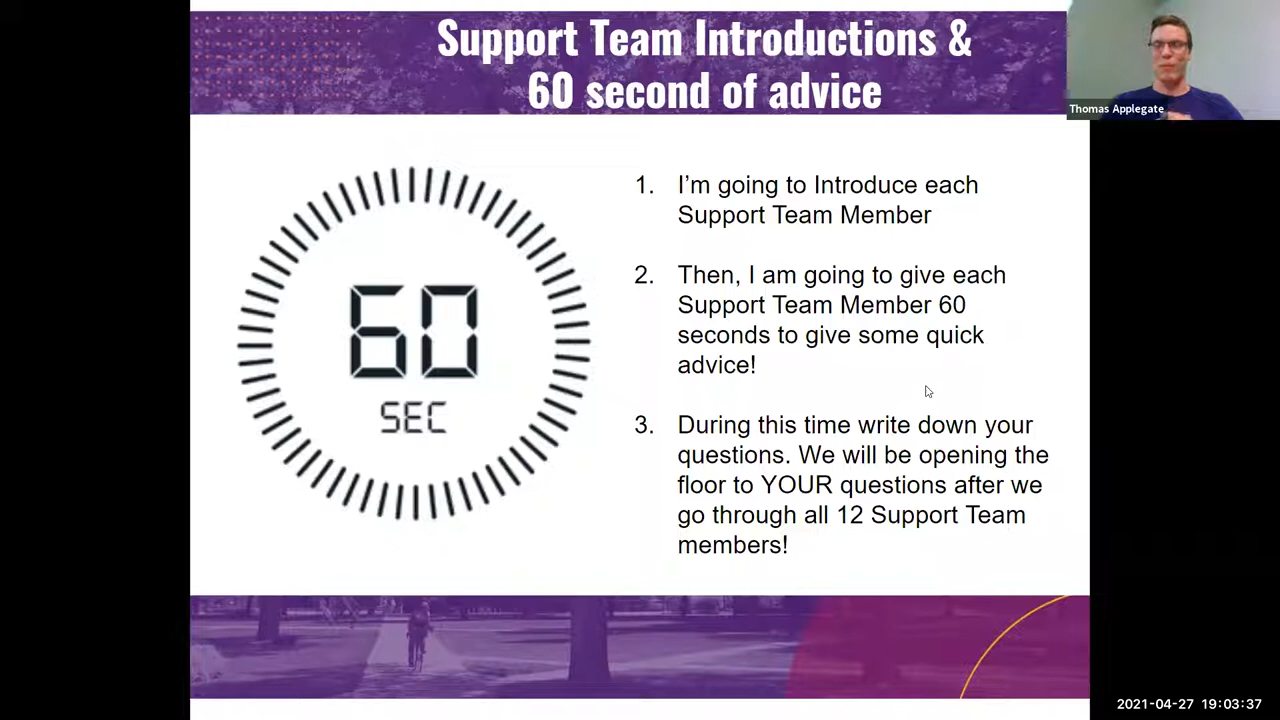 Support Team Introductions &
60 second of advice
Thomas Applegate
60
SEC
1. I'm going to Introduce each
Support Team Member
2. Then, I am going to give each
Support Team Member 60
seconds to give some quick
advice!
3. During this time write down your
questions. We will be opening the
floor to YOUR questions after we
go through all 12 Support Team
members!
2021-04-27 19:03:37